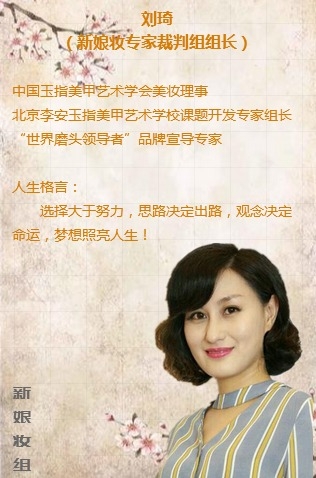 刘琦
（新娘妆专家裁判组组长）
中国玉指美甲艺术学会美妆理事
北京李安玉指美甲艺术学校课题开发专家组长
“世界磨头领导者”品牌宣导专家
人生格言：
选择大于努力，思路决定出路，观念决定
命运，梦想照亮人生！
新
娘
妆
组